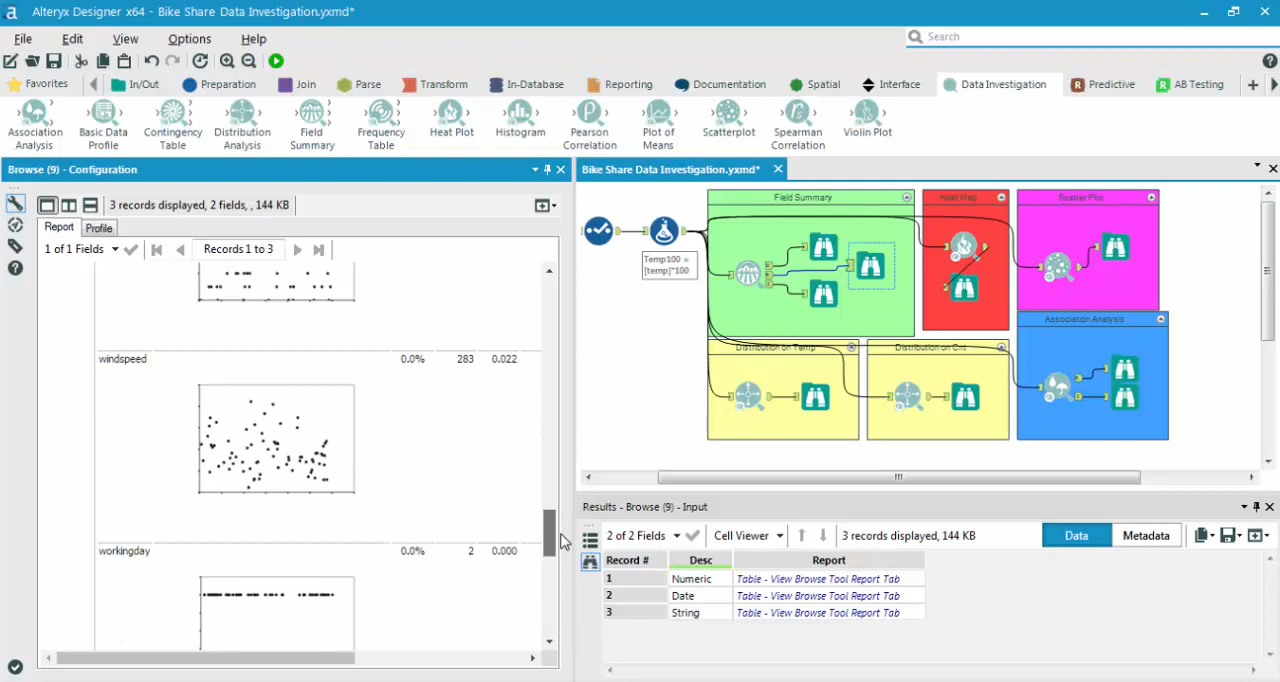 a Alteryx Designer x64 - Bike Share Data Investigation.yxmd*
File Edit View Options Help
Search
Favorites In/Out Preparation Join Parse Transform In-Database Reporting Documentation Spatial Interface Data Investigation Predictive AB Testing
Association Analysis
Basic Data Profile
Contingency Table
Distribution Analysis
Field Summary
Frequency Table
Heat Plot
Histogram
Pearson Correlation
Plot of Means
Scatterplot
Spearman Correlation
Violin Plot
Browse (9) - Configuration
3 records displayed, 2 fields, , 144 KB
Report Profile
1 of 1 Fields Records 1 to 3
windspeed 0.0% 283 0.022
workingday 0.0% 2 0.000
Bike Share Data Investigation.yxmd*
Field Summary
Heat Map
Scatter Plot
Temp100 =
[temp]*100
Association Analysis
Distribution on Temp
Distribution on Cnt
Results - Browse (9) - Input
2 of 2 Fields Cell Viewer 3 records displayed, 144 KB Data Metadata
Record # Desc Report
1 Numeric Table - View Browse Tool Report Tab
2 Date Table - View Browse Tool Report Tab
3 String Table - View Browse Tool Report Tab